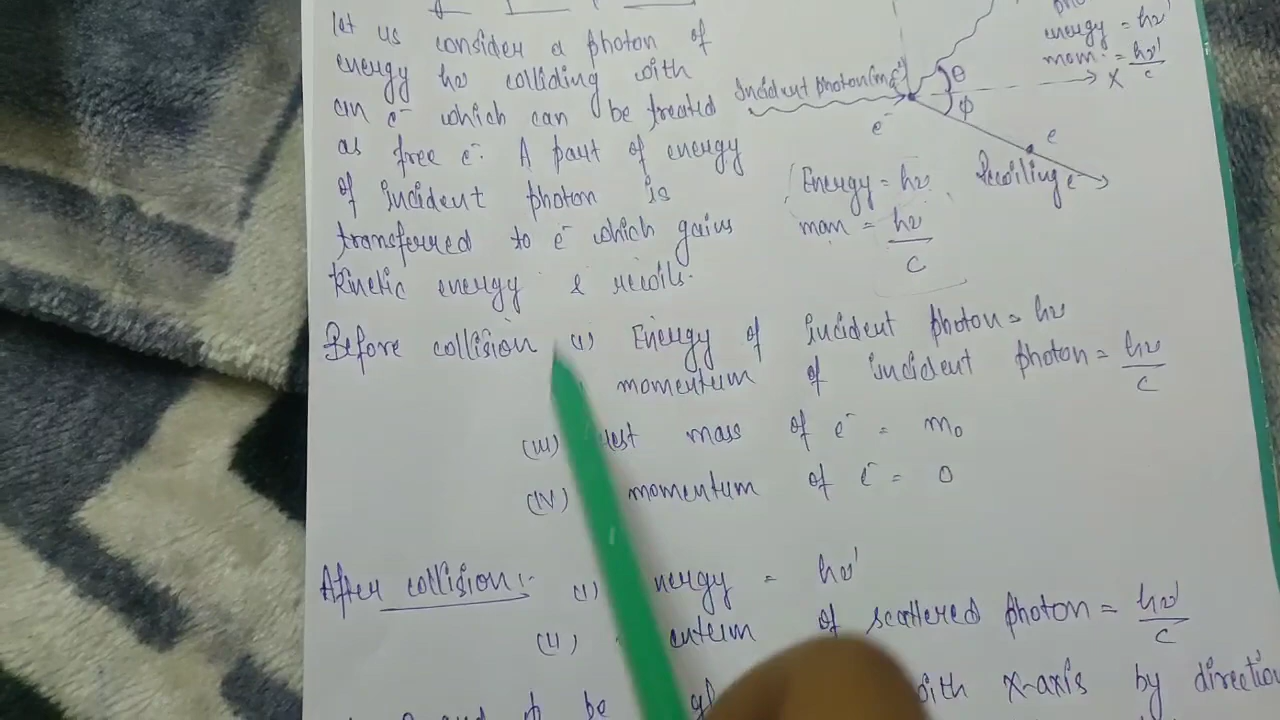 let us consider a photon of
energy hν colliding with
an e⁻ which can be treated
as free e⁻. A part of energy
of incident photon is
transferred to e⁻ which gains
Kinetic energy & recoils.
energy = hν'
mom. = hν'/c
Incident photon
θ
X
φ
e⁻
e
Energy = hν
mom = hν/c
Recoiling e
Before collision (i) Energy of incident photon = hν
momentum of incident photon = hν/c
(III) rest mass of e⁻ = m₀
(IV) momentum of e⁻ = 0
After collision :- (I) energy = hν'
(II) of scattered photon = hν'/c
be with x-axis by